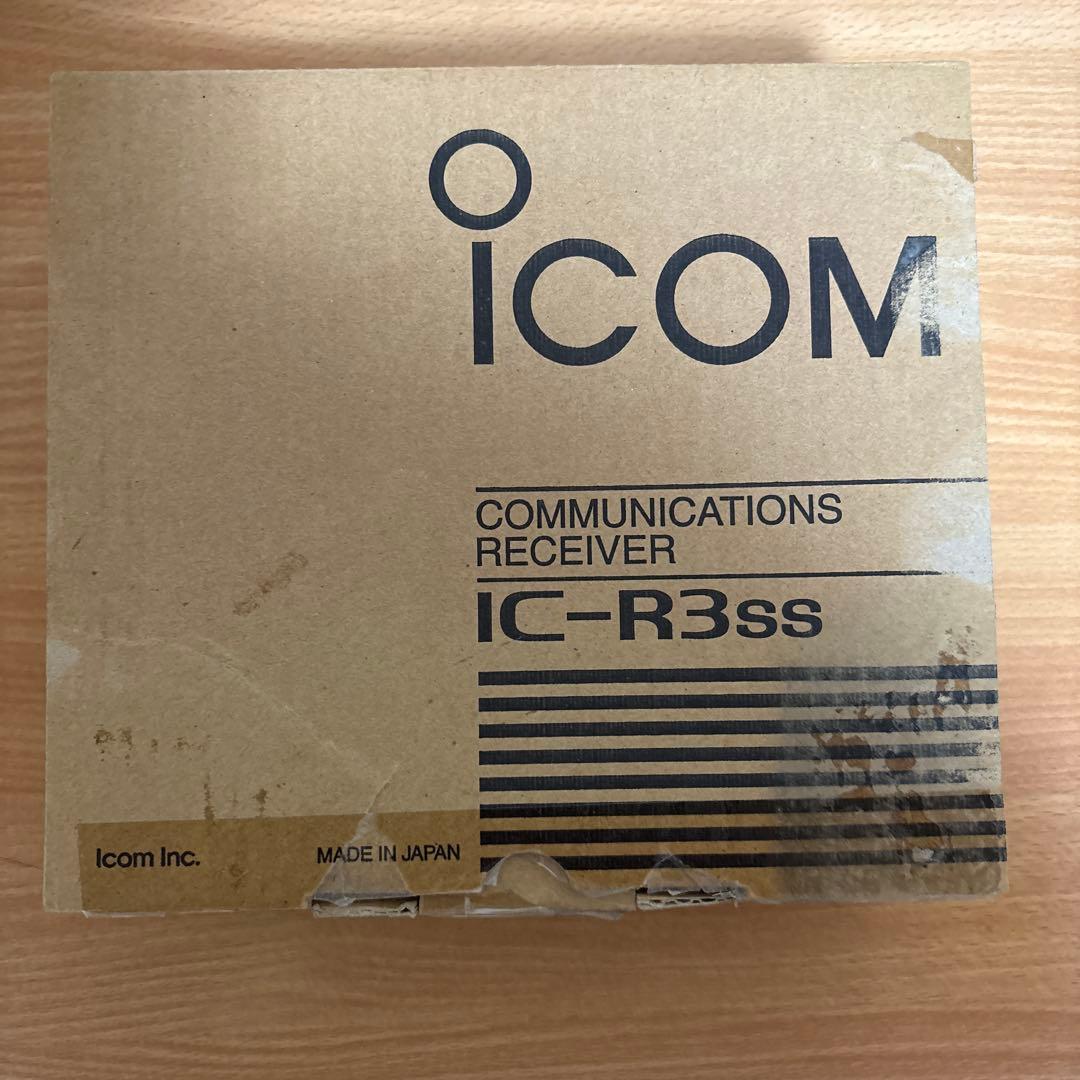 ICOM
COMMUNICATIONS
RECEIVER
IC-R3ss
Icom Inc.
MADE IN JAPAN